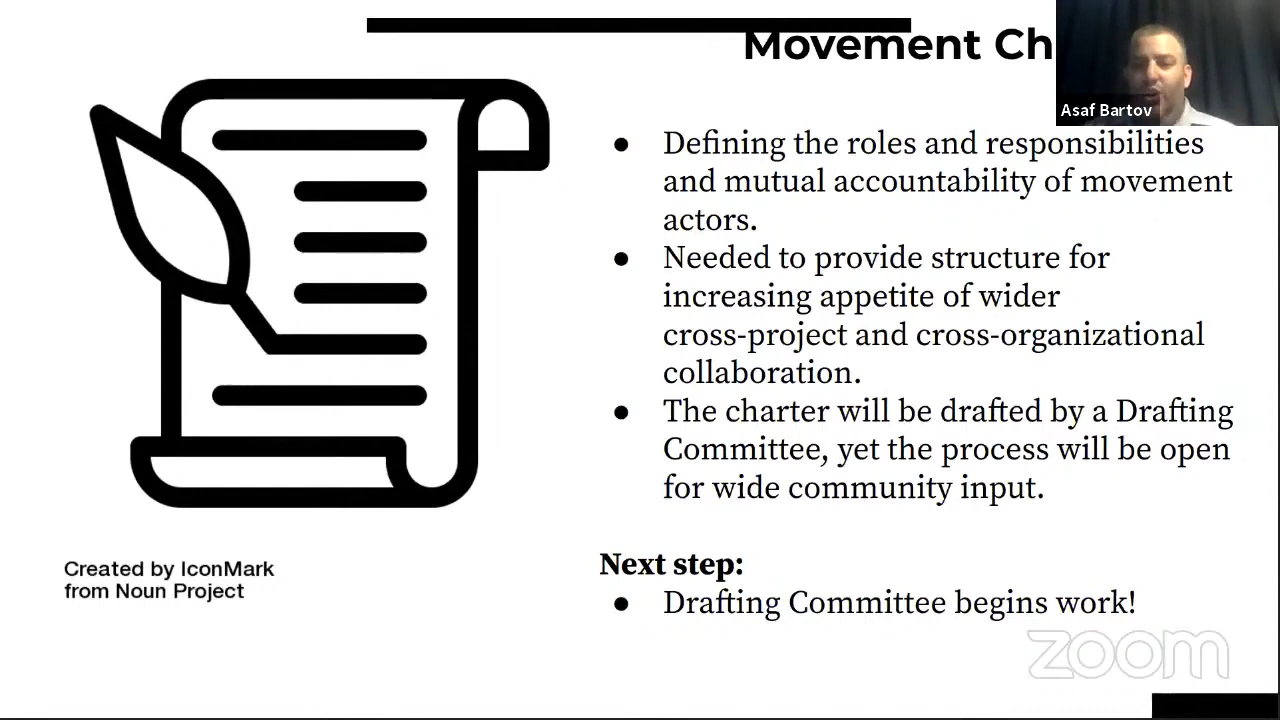 Movement Ch
Asaf Bartov
● Defining the roles and responsibilities
and mutual accountability of movement
actors.
● Needed to provide structure for
increasing appetite of wider
cross-project and cross-organizational
collaboration.
● The charter will be drafted by a Drafting
Committee, yet the process will be open
for wide community input.
Created by IconMark
from Noun Project
Next step:
● Drafting Committee begins work!
zoom